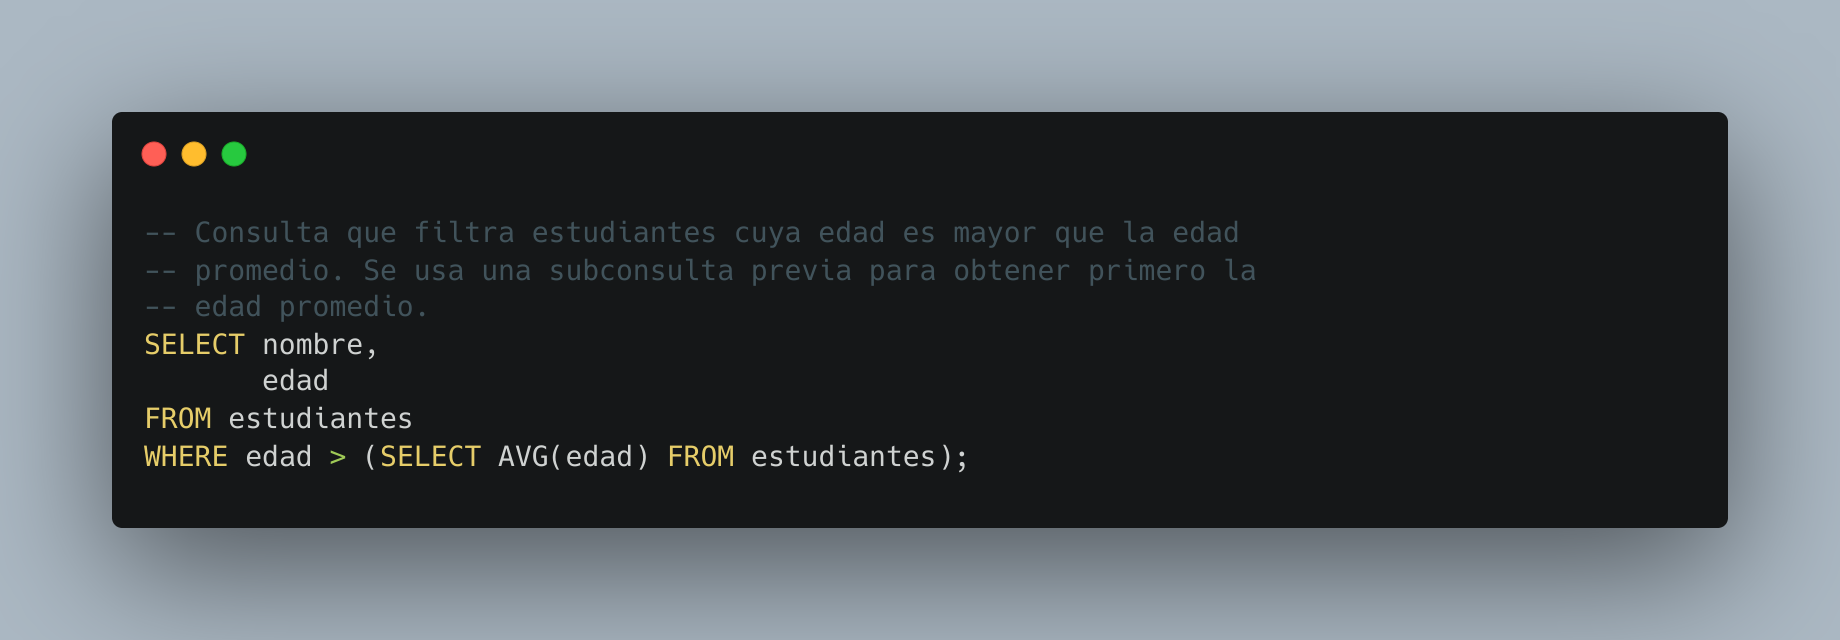 -- Consulta que filtra estudiantes cuya edad es mayor que la edad
-- promedio. Se usa una subconsulta previa para obtener primero la
-- edad promedio.
SELECT nombre,
       edad
FROM estudiantes
WHERE edad > (SELECT AVG(edad) FROM estudiantes);